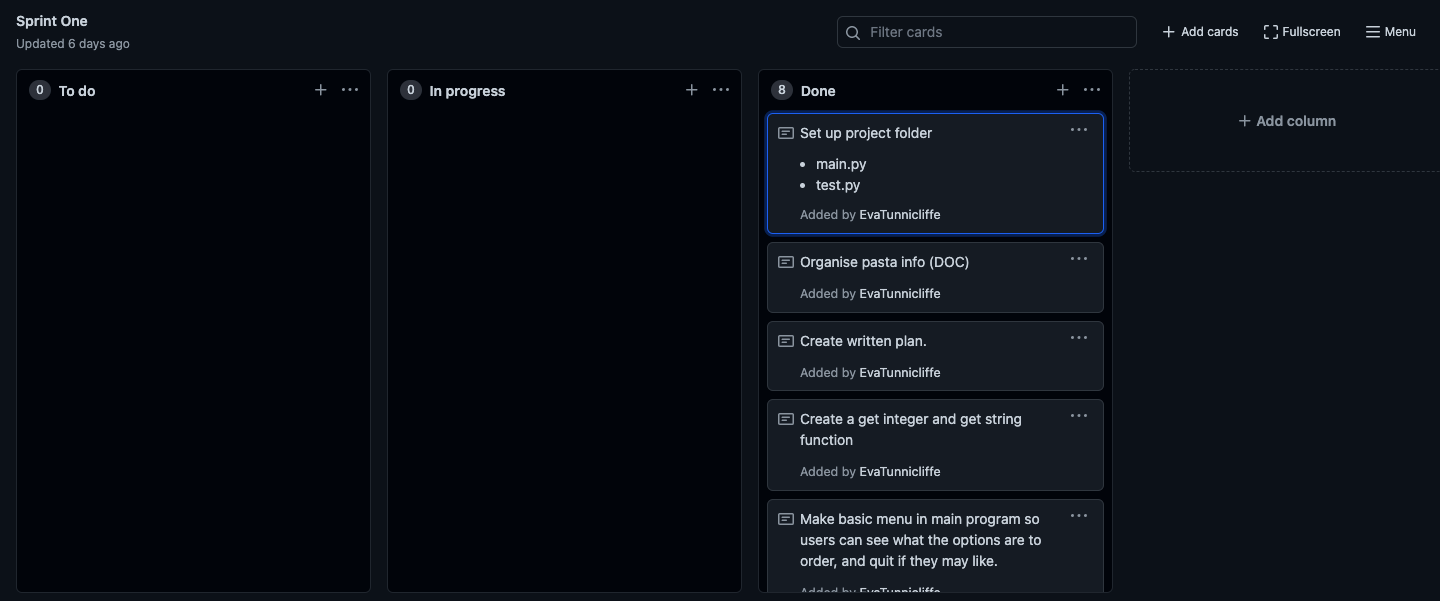 Sprint One
Updated 6 days ago
Filter cards
Add cards
Fullscreen
Menu
0 To do
0 In progress
8 Done
Set up project folder
• main.py
• test.py
Added by EvaTunnicliffe
Organise pasta info (DOC)
Added by EvaTunnicliffe
Create written plan.
Added by EvaTunnicliffe
Create a get integer and get string
function
Added by EvaTunnicliffe
Make basic menu in main program so
users can see what the options are to
order, and quit if they may like.
Added by EvaTunnicliffe
+ Add column